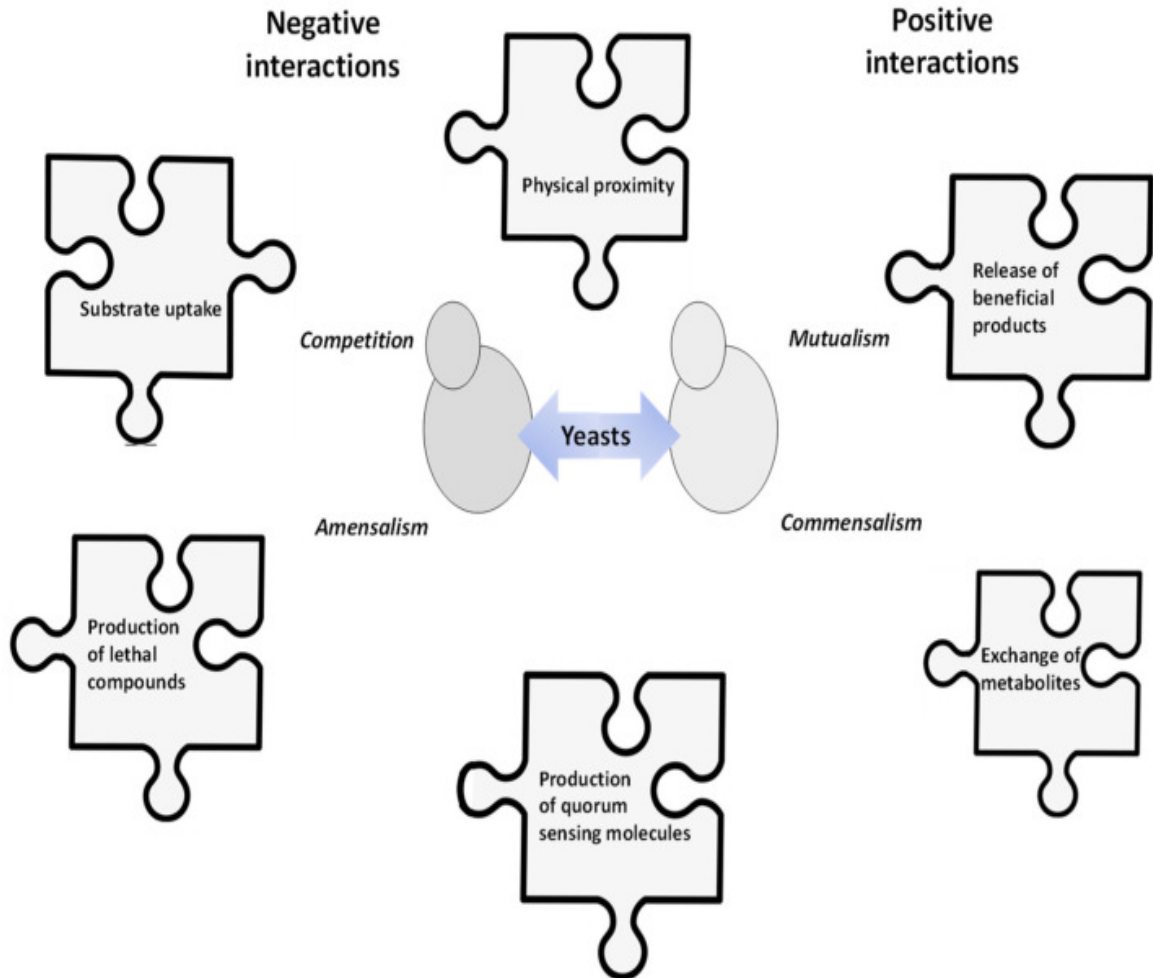 Negative
interactions
Positive
interactions
Physical proximity
Substrate uptake
Release of
beneficial
products
Competition
Mutualism
Yeasts
Amensalism
Commensalism
Production
of lethal
compounds
Exchange of
metabolites
Production
of quorum
sensing molecules